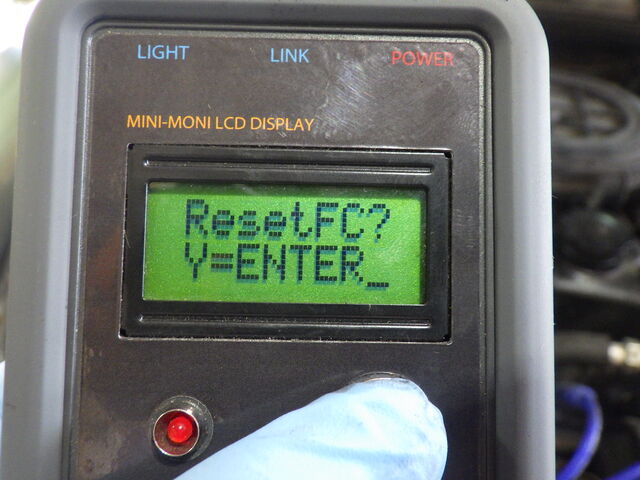 LIGHT LINK POWER
MINI-MONI LCD DISPLAY
ResetFC?
Y=ENTER_